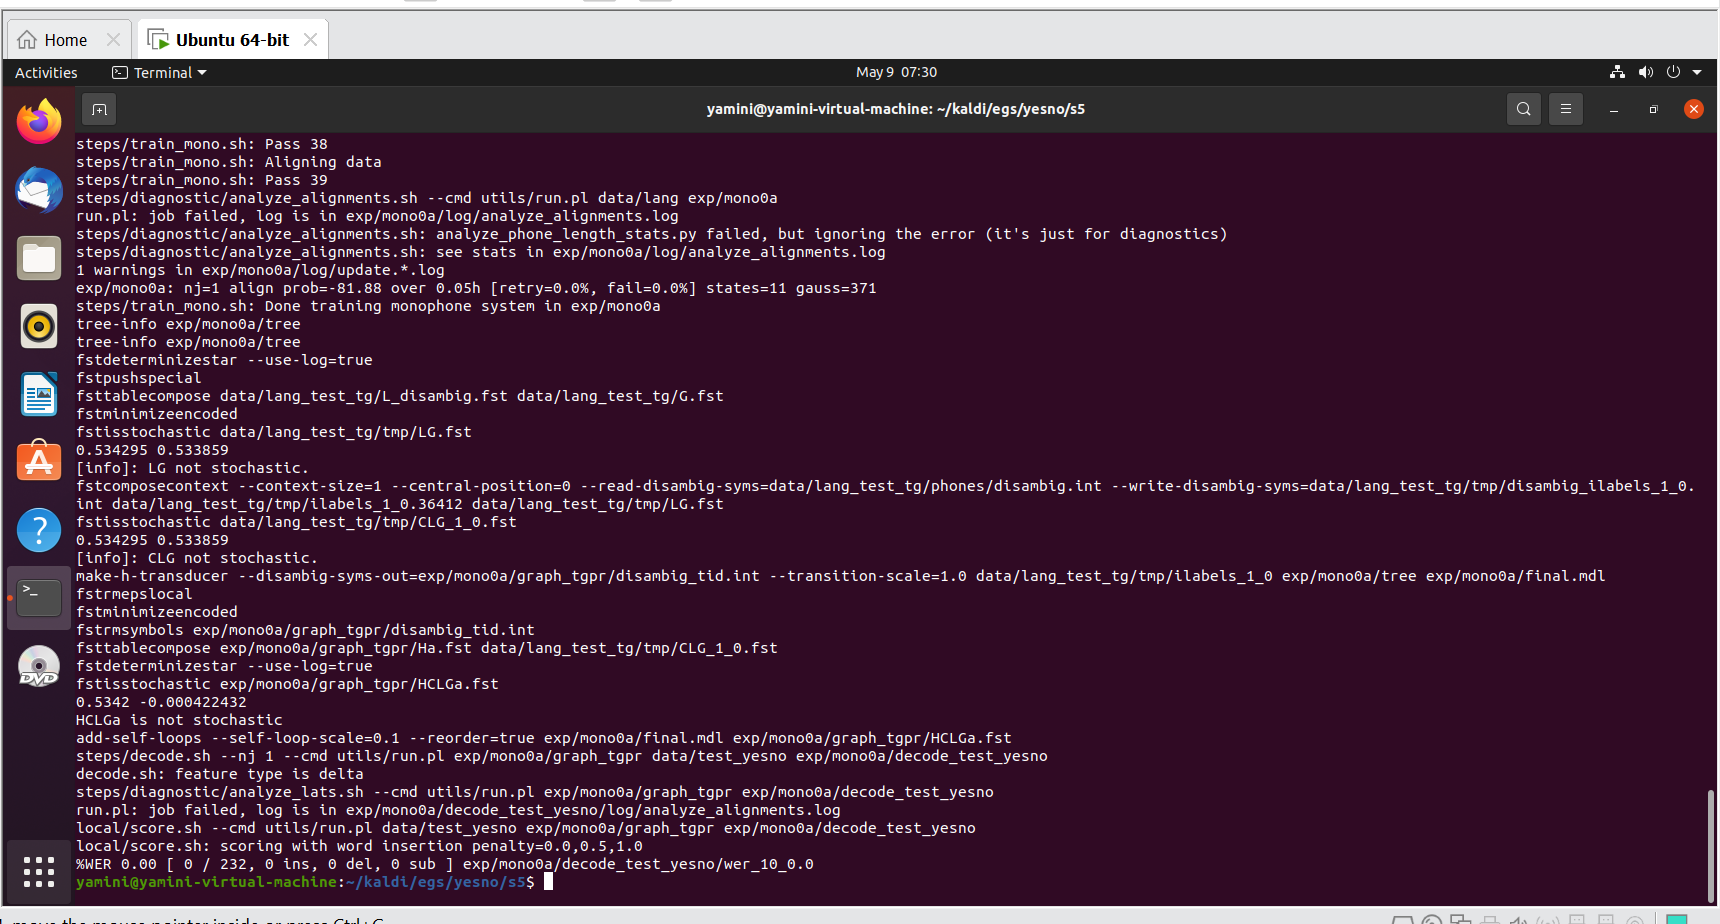 Home
Ubuntu 64-bit
Activities
Terminal
May 9 07:30
yamini@yamini-virtual-machine: ~/kaldi/egs/yesno/s5
steps/train_mono.sh: Pass 38
steps/train_mono.sh: Aligning data
steps/train_mono.sh: Pass 39
steps/diagnostic/analyze_alignments.sh --cmd utils/run.pl data/lang exp/mono0a
run.pl: job failed, log is in exp/mono0a/log/analyze_alignments.log
steps/diagnostic/analyze_alignments.sh: analyze_phone_length_stats.py failed, but ignoring the error (it's just for diagnostics)
steps/diagnostic/analyze_alignments.sh: see stats in exp/mono0a/log/analyze_alignments.log
1 warnings in exp/mono0a/log/update.*.log
exp/mono0a: nj=1 align prob=-81.88 over 0.05h [retry=0.0%, fail=0.0%] states=11 gauss=371
steps/train_mono.sh: Done training monophone system in exp/mono0a
tree-info exp/mono0a/tree
tree-info exp/mono0a/tree
fstdeterminizestar --use-log=true
fstpushspecial
fsttablecompose data/lang_test_tg/L_disambig.fst data/lang_test_tg/G.fst
fstminimizeencoded
fstisstochastic data/lang_test_tg/tmp/LG.fst
0.534295 0.533859
[info]: LG not stochastic.
fstcomposecontext --context-size=1 --central-position=0 --read-disambig-syms=data/lang_test_tg/phones/disambig.int --write-disambig-syms=data/lang_test_tg/tmp/disambig_ilabels_1_0.
int data/lang_test_tg/tmp/ilabels_1_0.36412 data/lang_test_tg/tmp/LG.fst
fstisstochastic data/lang_test_tg/tmp/CLG_1_0.fst
0.534295 0.533859
[info]: CLG not stochastic.
make-h-transducer --disambig-syms-out=exp/mono0a/graph_tgpr/disambig_tid.int --transition-scale=1.0 data/lang_test_tg/tmp/ilabels_1_0 exp/mono0a/tree exp/mono0a/final.mdl
fstrmepslocal
fstminimizeencoded
fstrmsymbols exp/mono0a/graph_tgpr/disambig_tid.int
fsttablecompose exp/mono0a/graph_tgpr/Ha.fst data/lang_test_tg/tmp/CLG_1_0.fst
fstdeterminizestar --use-log=true
fstisstochastic exp/mono0a/graph_tgpr/HCLGa.fst
0.5342 -0.000422432
HCLGa is not stochastic
add-self-loops --self-loop-scale=0.1 --reorder=true exp/mono0a/final.mdl exp/mono0a/graph_tgpr/HCLGa.fst
steps/decode.sh --nj 1 --cmd utils/run.pl exp/mono0a/graph_tgpr data/test_yesno exp/mono0a/decode_test_yesno
decode.sh: feature type is delta
steps/diagnostic/analyze_lats.sh --cmd utils/run.pl exp/mono0a/graph_tgpr exp/mono0a/decode_test_yesno
run.pl: job failed, log is in exp/mono0a/decode_test_yesno/log/analyze_alignments.log
local/score.sh --cmd utils/run.pl data/test_yesno exp/mono0a/graph_tgpr exp/mono0a/decode_test_yesno
local/score.sh: scoring with word insertion penalty=0.0,0.5,1.0
%WER 0.00 [ 0 / 232, 0 ins, 0 del, 0 sub ] exp/mono0a/decode_test_yesno/wer_10_0.0
yamini@yamini-virtual-machine:~/kaldi/egs/yesno/s5$
DVD
move the mouse pointer inside or press Ctrl+G